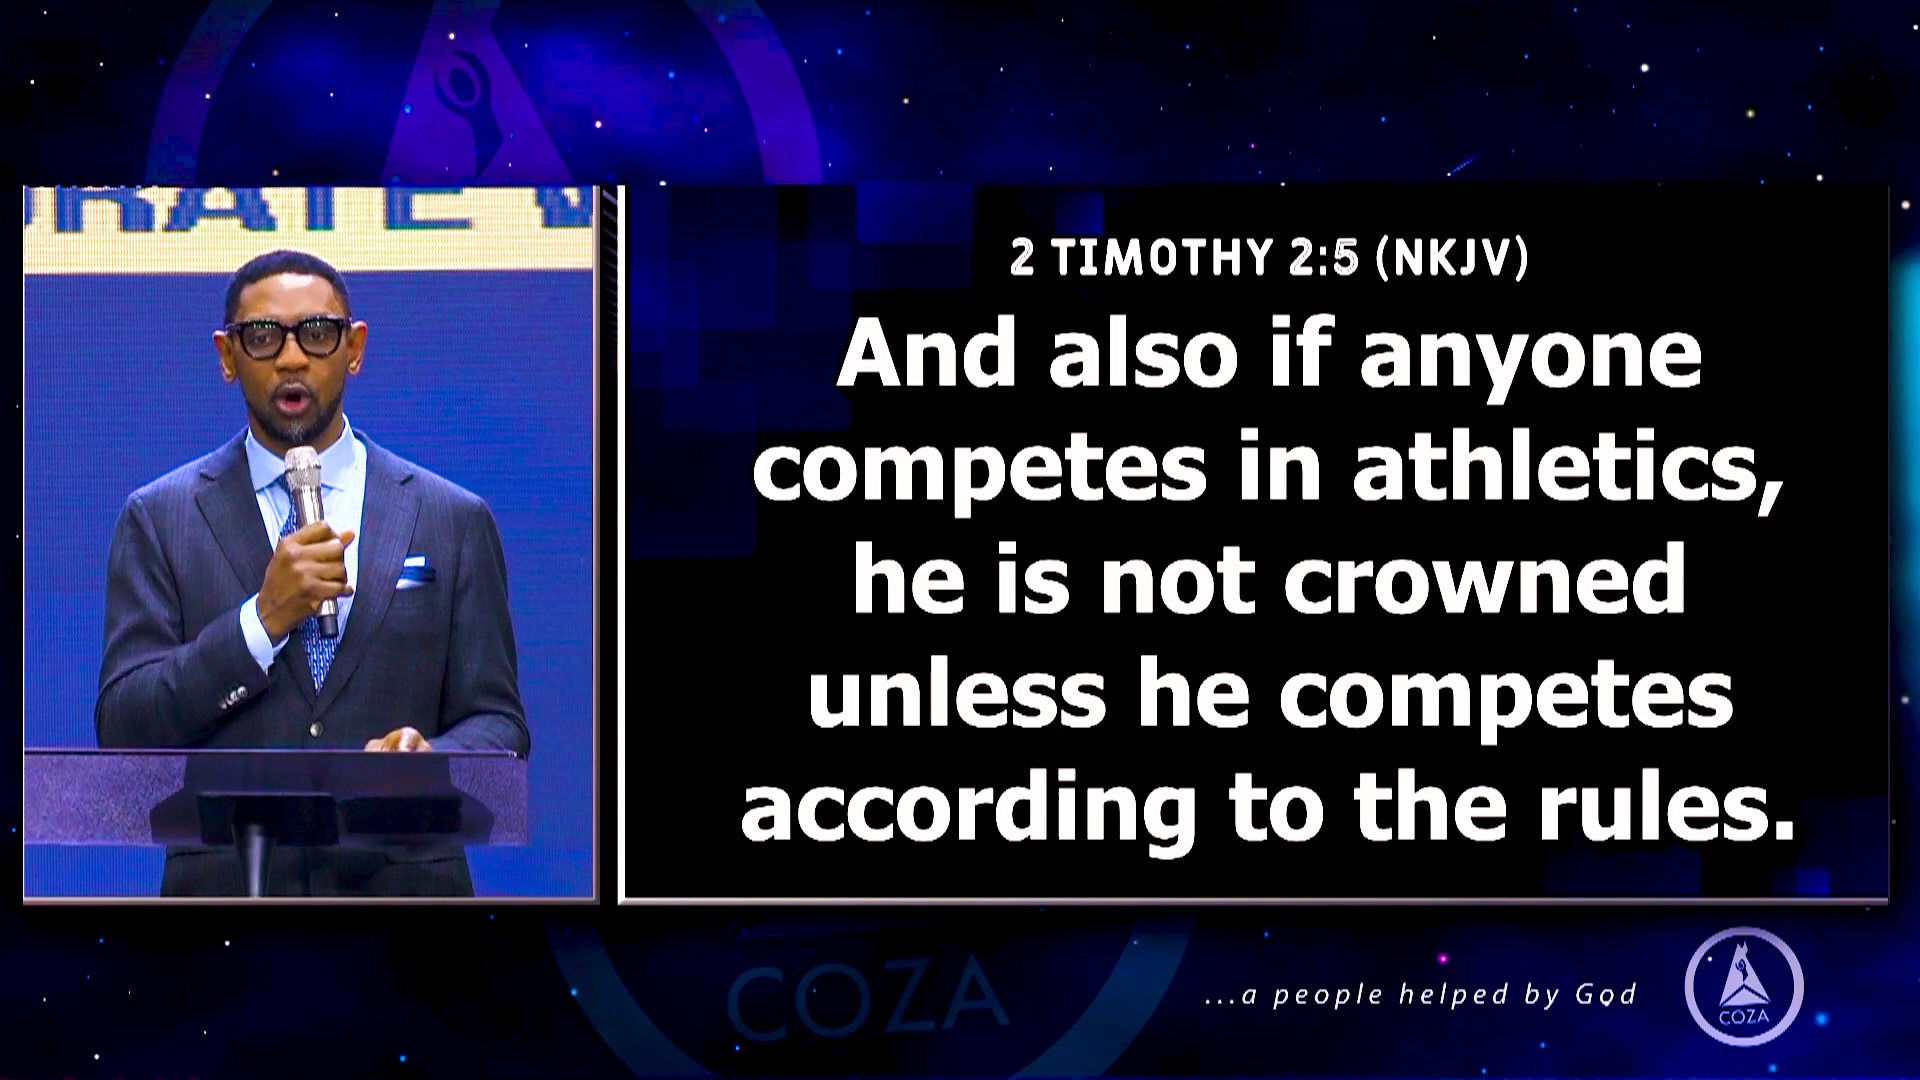 2 TIMOTHY 2:5 (NKJV)
And also if anyone
competes in athletics,
he is not crowned
unless he competes
according to the rules.
COZA
...a people helped by God
COZA